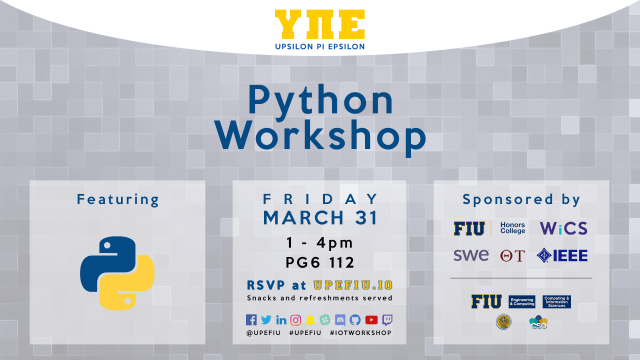 ΥΠΕ
UPSILON PI EPSILON
Python
Workshop
Featuring
FRIDAY
MARCH 31
1 - 4pm
PG6 112
RSVP at UPEFIU.IO
Snacks and refreshments served
@UPEFIU #UPEFIU #IOTWORKSHOP
Sponsored by
FIU Honors College WiCS
swe ΘΤ IEEE
FIU Engineering & Computing Computing & Information Sciences